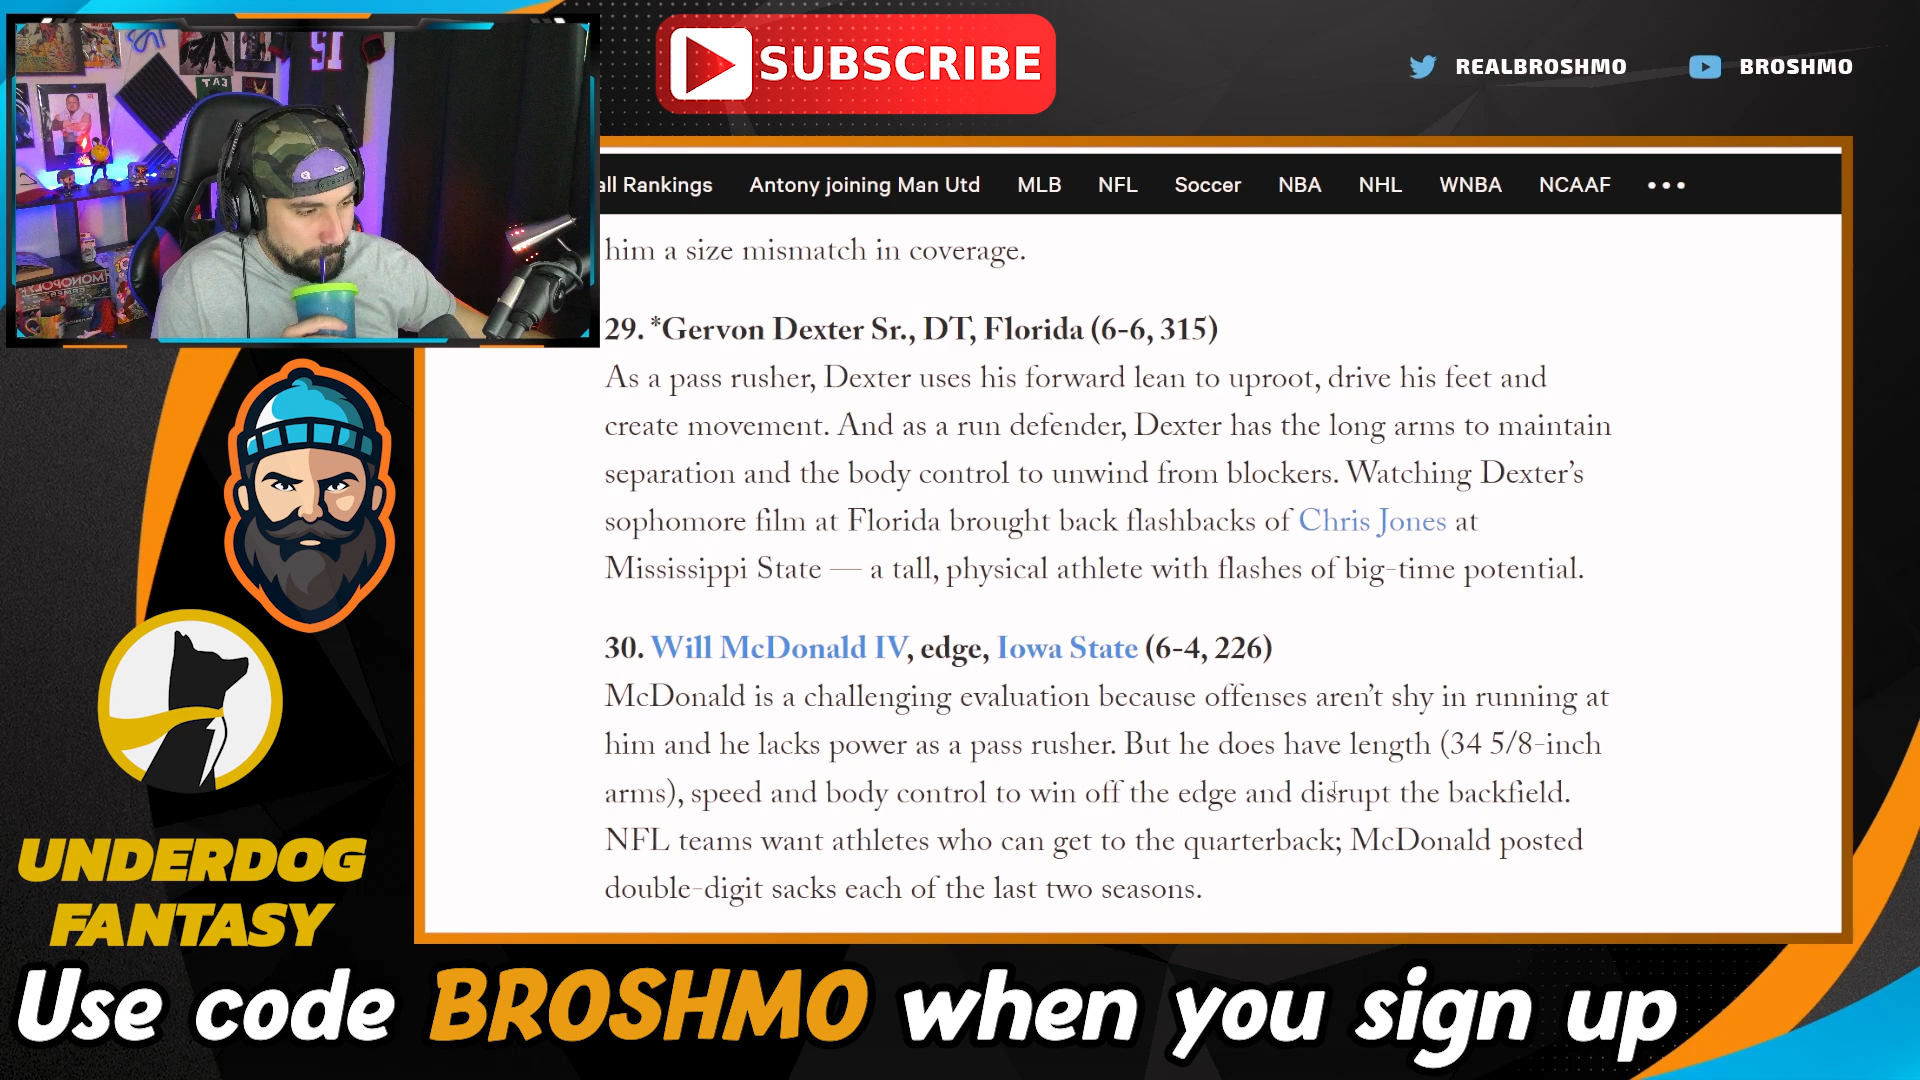 SUBSCRIBE
REALBROSHMO
BROSHMO
all Rankings Antony joining Man Utd MLB NFL Soccer NBA NHL WNBA NCAAF •••
him a size mismatch in coverage.
29. *Gervon Dexter Sr., DT, Florida (6-6, 315)
As a pass rusher, Dexter uses his forward lean to uproot, drive his feet and
create movement. And as a run defender, Dexter has the long arms to maintain
separation and the body control to unwind from blockers. Watching Dexter’s
sophomore film at Florida brought back flashbacks of Chris Jones at
Mississippi State — a tall, physical athlete with flashes of big-time potential.
30. Will McDonald IV, edge, Iowa State (6-4, 226)
McDonald is a challenging evaluation because offenses aren’t shy in running at
him and he lacks power as a pass rusher. But he does have length (34 5/8-inch
arms), speed and body control to win off the edge and disrupt the backfield.
NFL teams want athletes who can get to the quarterback; McDonald posted
double-digit sacks each of the last two seasons.
UNDERDOG
FANTASY
Use code BROSHMO when you sign up